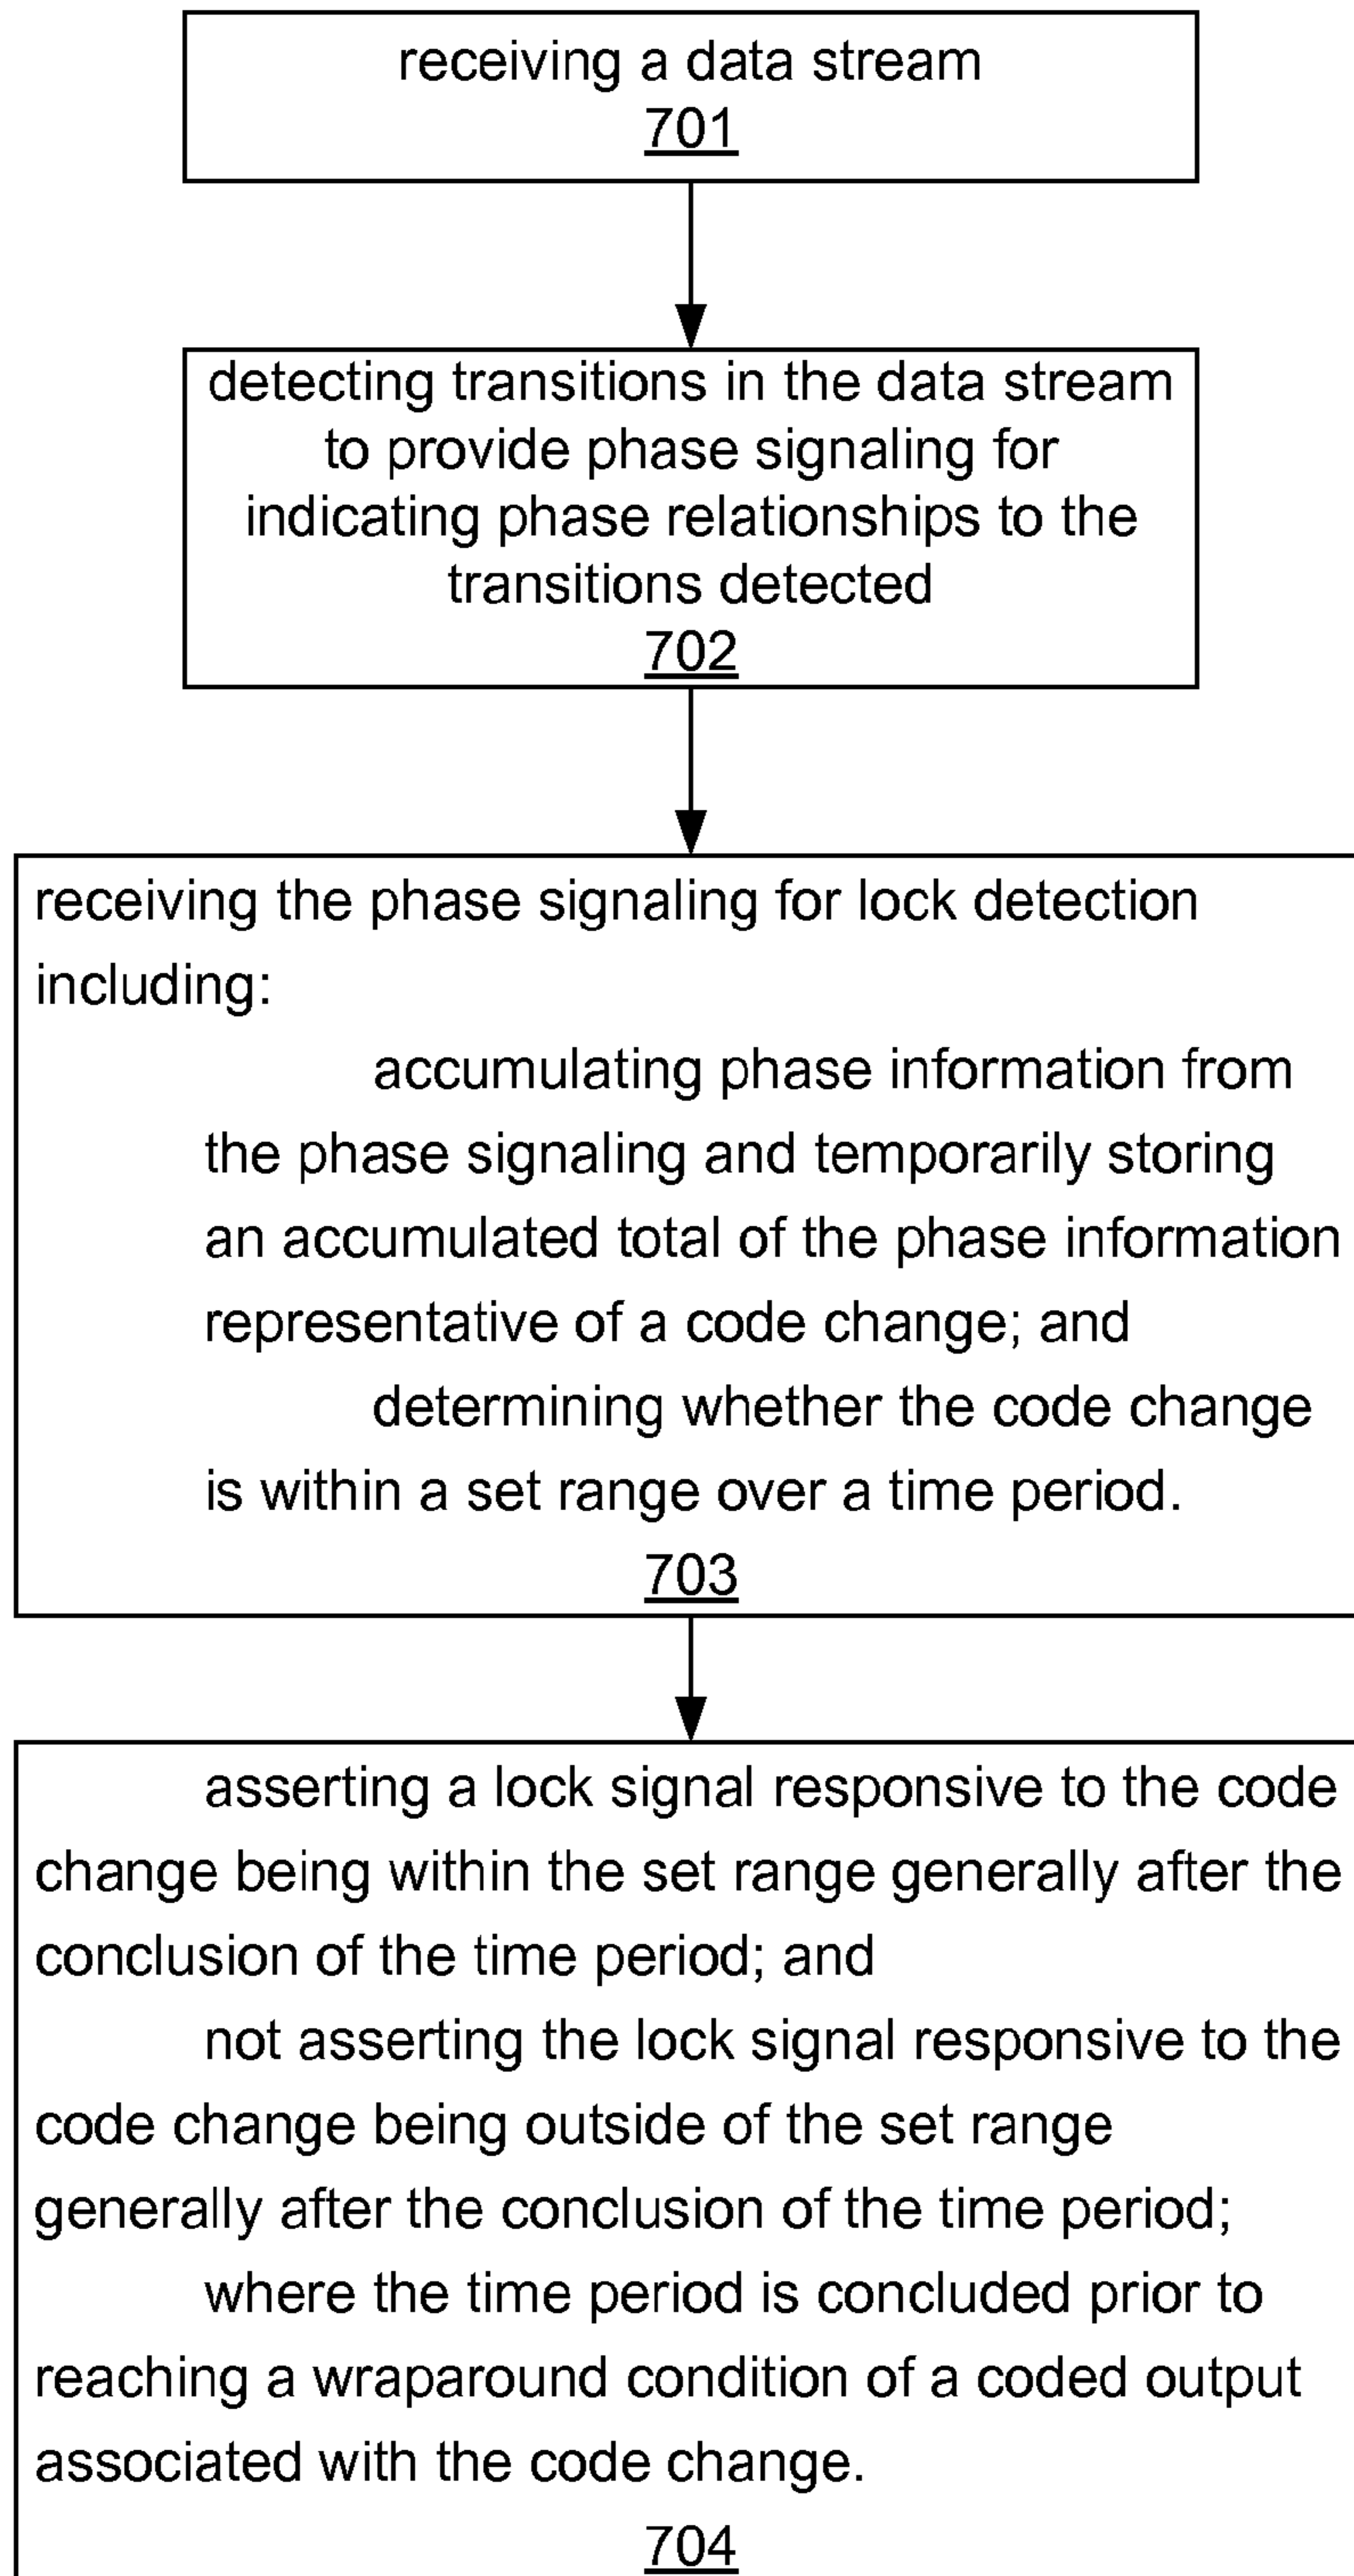 receiving a data stream
701
detecting transitions in the data stream
to provide phase signaling for
indicating phase relationships to the
transitions detected
702
receiving the phase signaling for lock detection
including:
accumulating phase information from
the phase signaling and temporarily storing
an accumulated total of the phase information
representative of a code change; and
determining whether the code change
is within a set range over a time period.
703
asserting a lock signal responsive to the code
change being within the set range generally after the
conclusion of the time period; and
not asserting the lock signal responsive to the
code change being outside of the set range
generally after the conclusion of the time period;
where the time period is concluded prior to
reaching a wraparound condition of a coded output
associated with the code change.
704